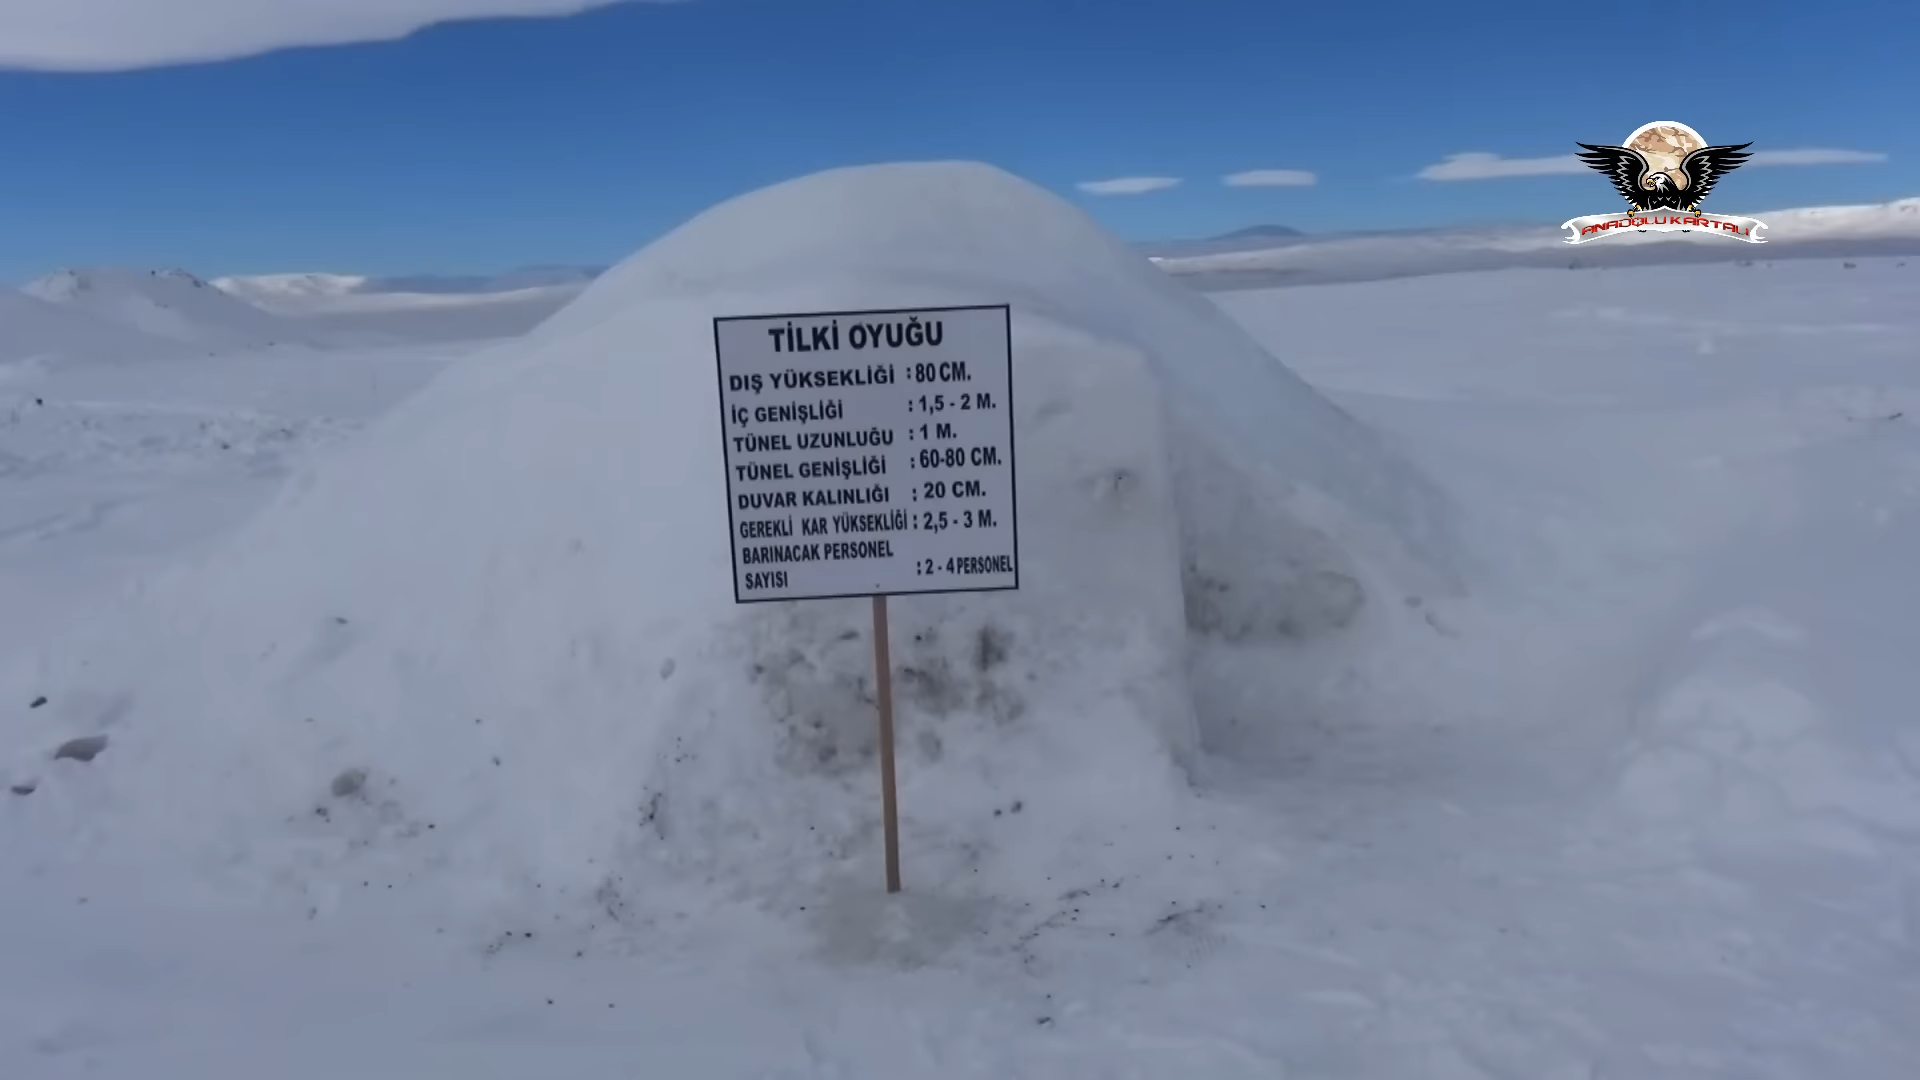 TİLKİ OYUĞU
DIŞ YÜKSEKLİĞİ : 80 CM.
İÇ GENİŞLİĞİ : 1,5 - 2 M.
TÜNEL UZUNLUĞU : 1 M.
TÜNEL GENİŞLİĞİ : 60-80 CM.
DUVAR KALINLIĞI : 20 CM.
GEREKLİ KAR YÜKSEKLİĞİ : 2,5 - 3 M.
BARINACAK PERSONEL
SAYISI : 2 - 4 PERSONEL
ANADOLU KARTALI